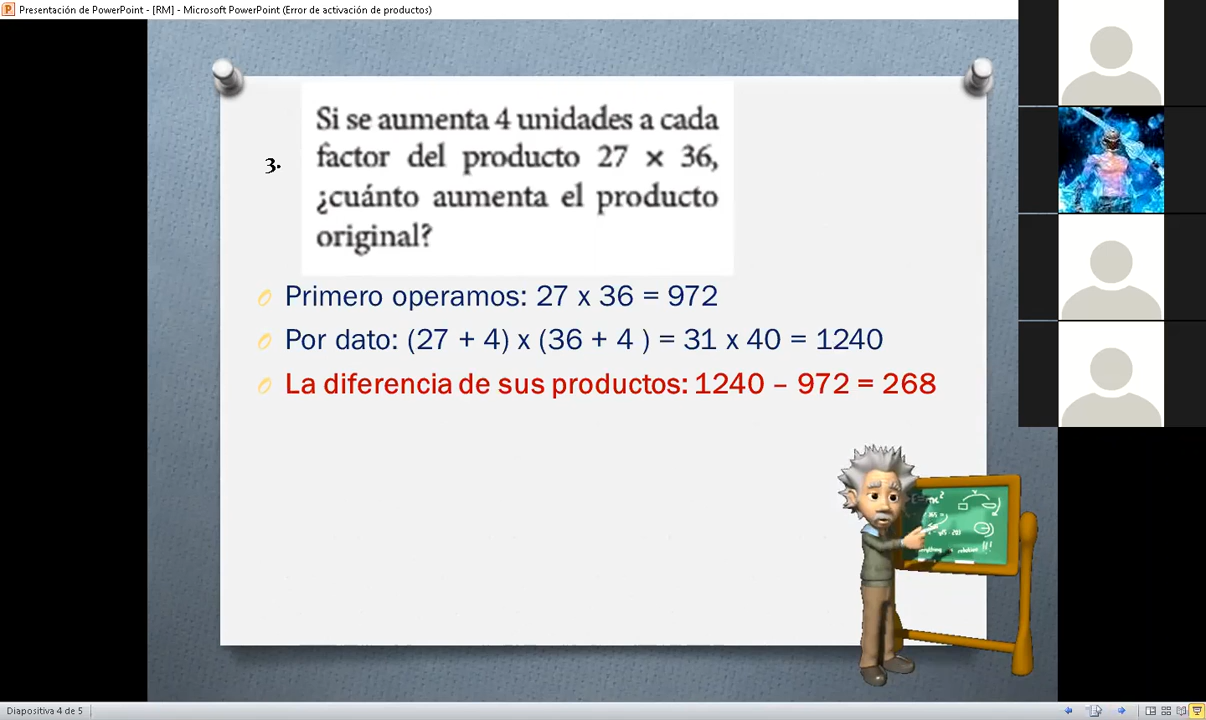 Presentación de PowerPoint - [RM] - Microsoft PowerPoint (Error de activación de productos)
3.
Si se aumenta 4 unidades a cada
factor del producto 27 × 36,
¿cuánto aumenta el producto
original?
Primero operamos: 27 x 36 = 972
Por dato: (27 + 4) x (36 + 4 ) = 31 x 40 = 1240
La diferencia de sus productos: 1240 – 972 = 268
Diapositiva 4 de 5